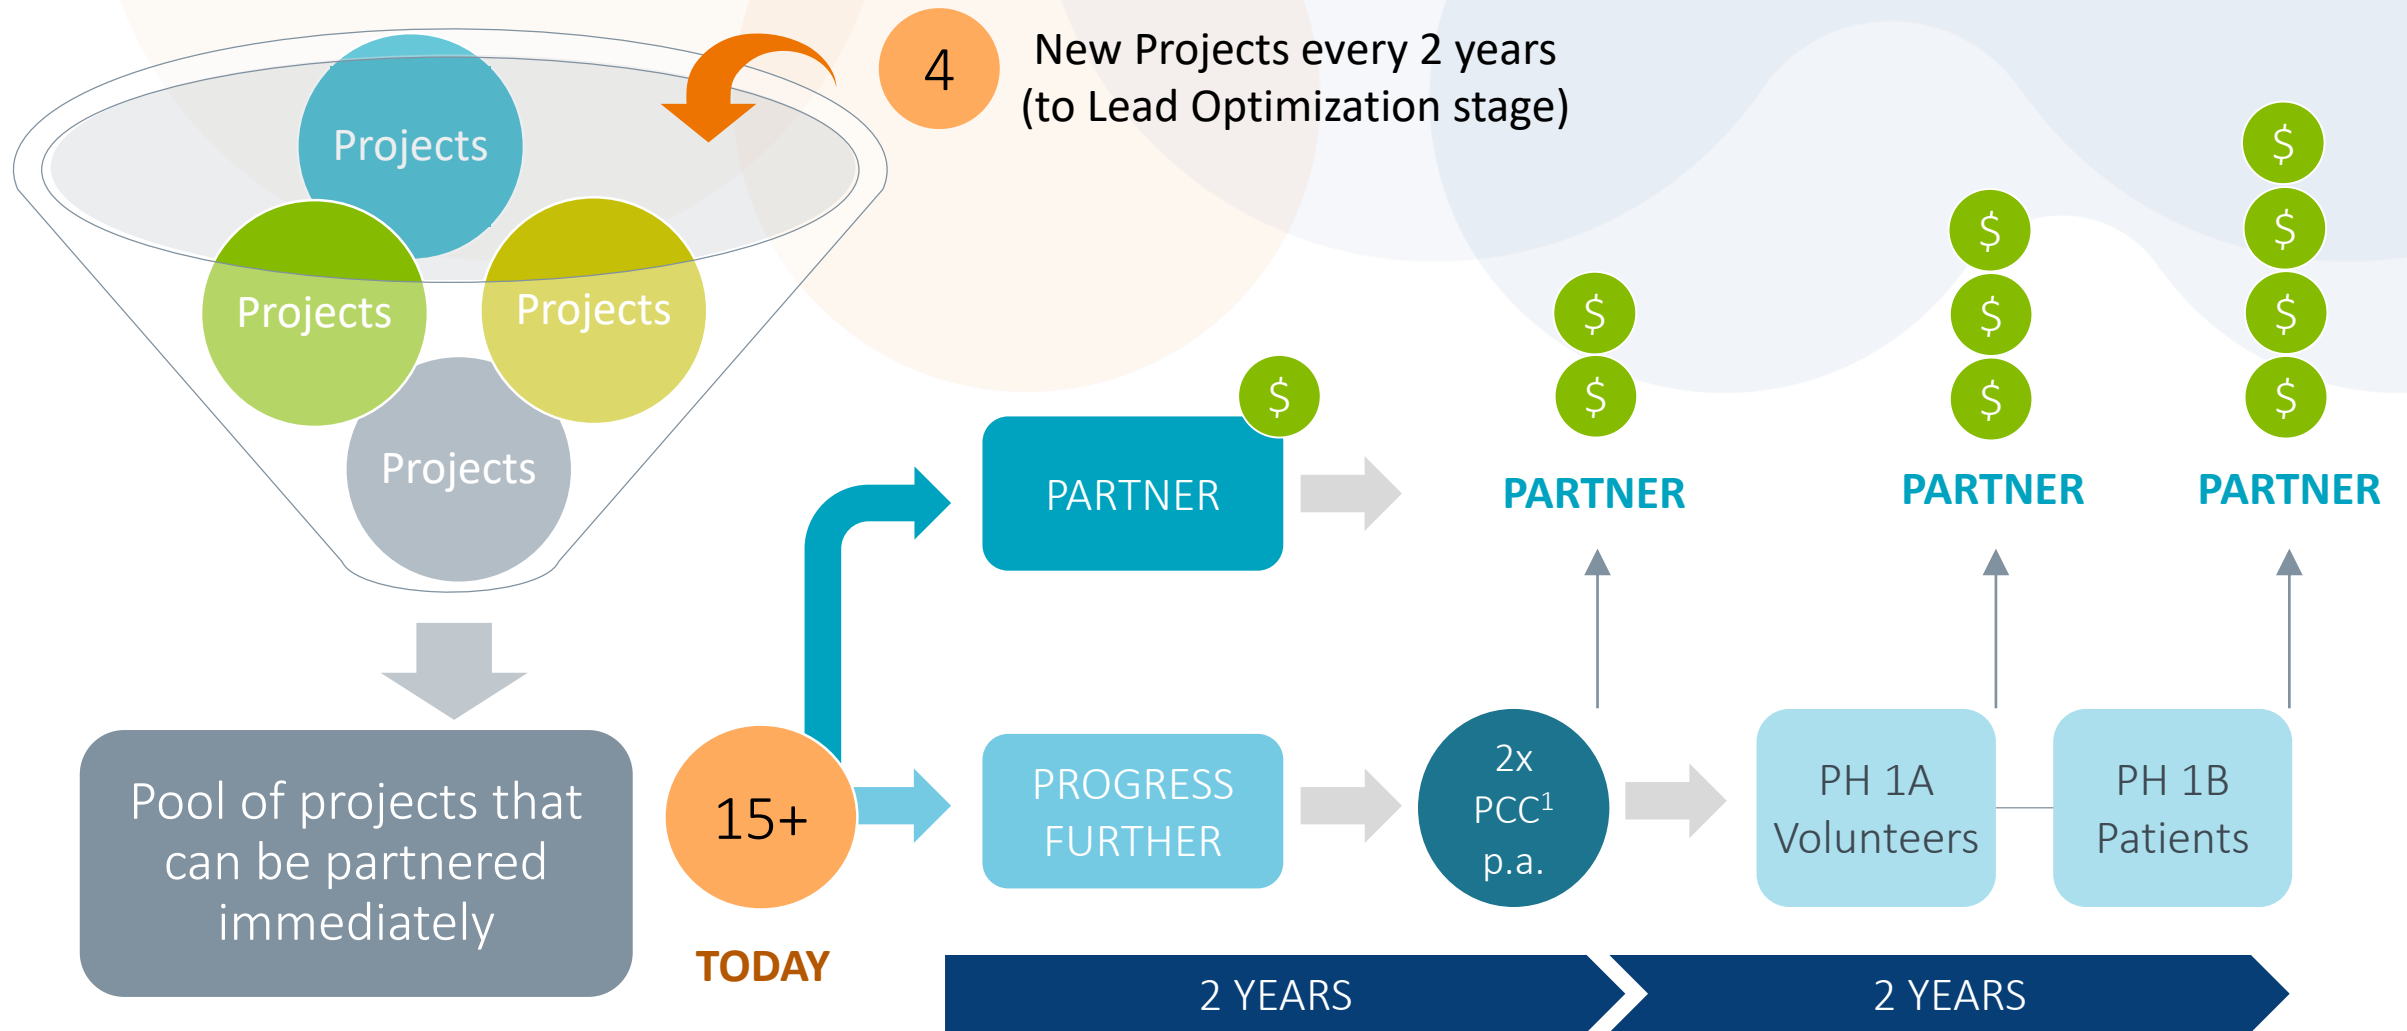 4
New Projects every 2 years
(to Lead Optimization stage)
Projects
Projects
Projects
Projects
$
$
$
$
$
$
$
$
$
$
PARTNER
PARTNER
PARTNER
PARTNER
Pool of projects that
can be partnered
immediately
15+
TODAY
PROGRESS
FURTHER
2x
PCC¹
p.a.
PH 1A
Volunteers
PH 1B
Patients
2 YEARS
2 YEARS